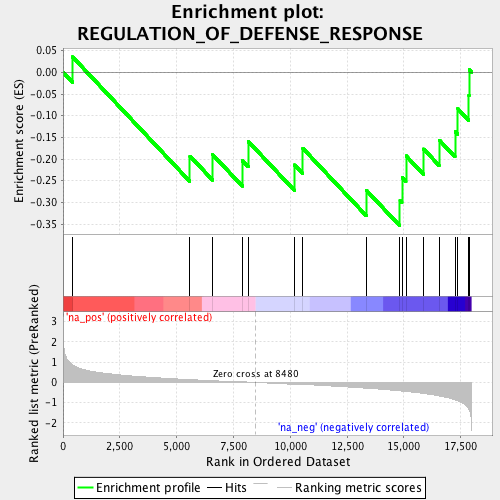 Enrichment plot:
REGULATION_OF_DEFENSE_RESPONSE
Enrichment score (ES)
0.05
0.00
-0.05
-0.10
-0.15
-0.20
-0.25
-0.30
-0.35
'na_pos' (positively correlated)
Ranked list metric (PreRanked)
3
2
1
0
-1
-2
Zero cross at 8480
'na_neg' (negatively correlated)
0
2,500
5,000
7,500
10,000
12,500
15,000
17,500
Rank in Ordered Dataset
Enrichment profile
Hits
Ranking metric scores